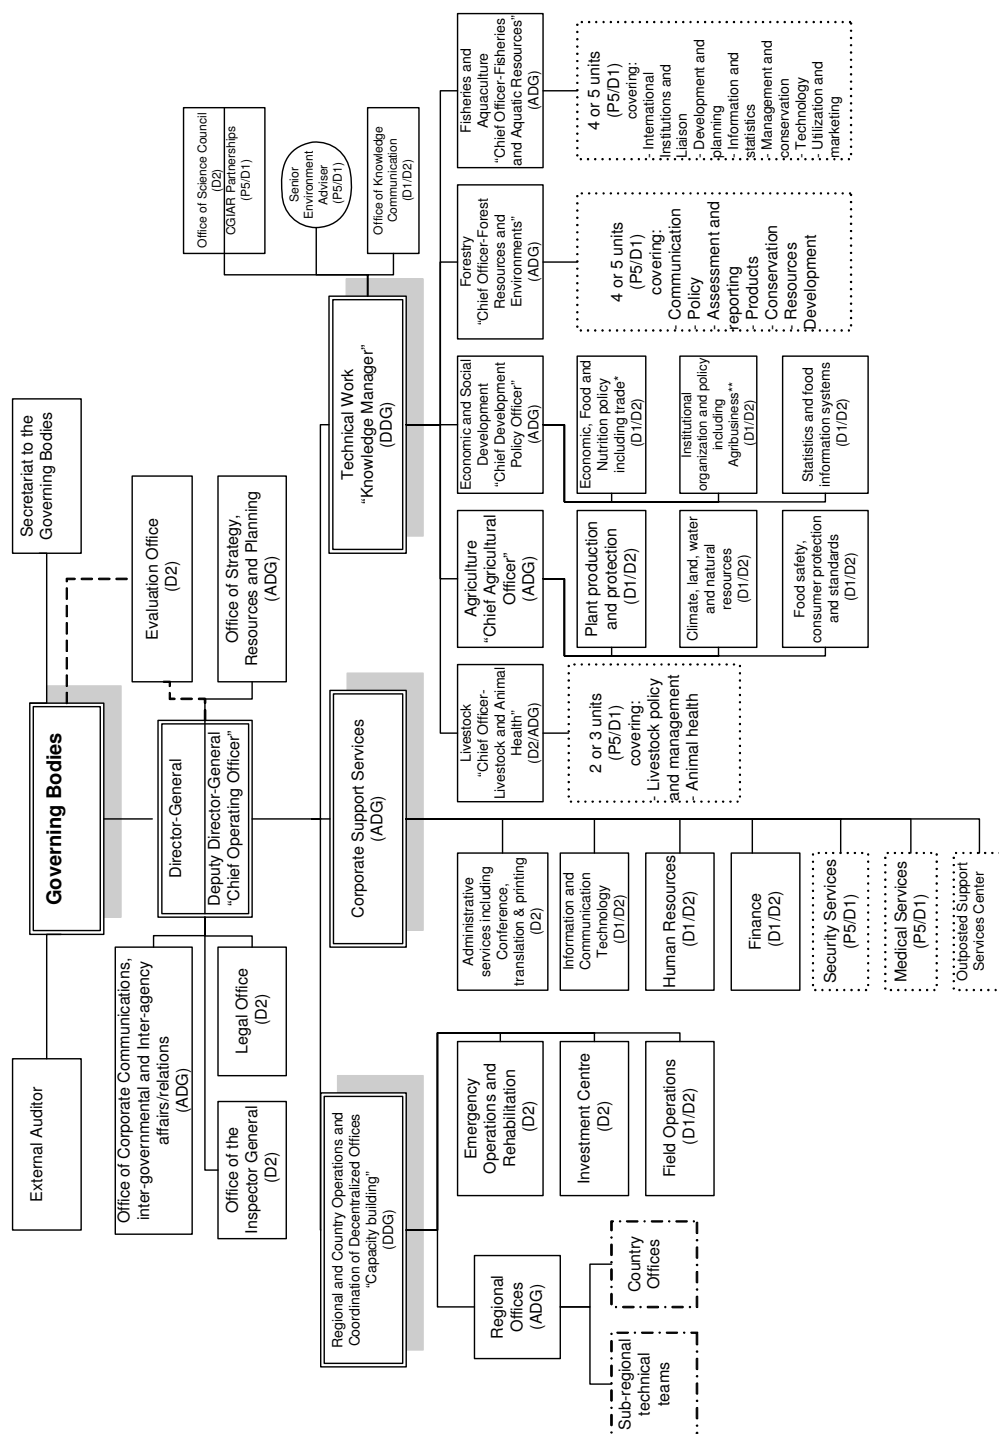 Governing Bodies
External Auditor
Secretariat to the
Governing Bodies
Office of Corporate Communications,
inter-governmental and Inter-agency
affairs/relations
(ADG)
Office of the
Inspector General
(D2)
Legal Office
(D2)
Director-General
Deputy Director-General
“Chief Operating Officer”
Evaluation Office
(D2)
Office of Strategy,
Resources and Planning
(ADG)
Regional and Country Operations and
Coordination of Decentralized Offices
“Capacity building”
(DDG)
Corporate Support Services
(ADG)
Technical Work
“Knowledge Manager”
(DDG)
Office of Science Council
(D2)
CGIAR Partnerships
(P5/D1)
Senior
Environment
Adviser
(P5/D1)
Office of Knowledge
Communication
(D1/D2)
Regional
Offices
(ADG)
Sub-regional
technical
teams
Country
Offices
Emergency
Operations and
Rehabilitation
(D2)
Investment Centre
(D2)
Field Operations
(D1/D2)
Administrative
services including
Conference,
translation & printing
(D2)
Information and
Communication
Technology
(D1/D2)
Human Resources
(D1/D2)
Finance
(D1/D2)
Security Services
(P5/D1)
Medical Services
(P5/D1)
Outposted Support
Services Center
Livestock
“Chief Officer-
Livestock and Animal
Health”
(D2/ADG)
2 or 3 units
(P5/D1)
covering:
- Livestock policy
and management
- Animal health
Agriculture
“Chief Agricultural
Officer”
(ADG)
Plant production
and protection
(D1/D2)
Climate, land, water
and natural
resources
(D1/D2)
Food safety,
consumer protection
and standards
(D1/D2)
Economic and Social
Development
“Chief Development
Policy Officer”
(ADG)
Economic, Food and
Nutrition policy
including trade*
(D1/D2)
Institutional
organization and policy
including
Agribusiness**
(D1/D2)
Statistics and food
information systems
(D1/D2)
Forestry
“Chief Officer-Forest
Resources and
Environments”
(ADG)
4 or 5 units
(P5/D1)
covering:
- Communication
- Policy
- Assessment and
reporting
- Products
- Conservation
- Resources
Development
Fisheries and
Aquaculture
“Chief Officer-Fisheries
and Aquatic Resources”
(ADG)
4 or 5 units
(P5/D1)
covering:
- International
Institutions and
Liaison
- Development and
planning
- Information and
statistics
- Management and
conservation
- Technology
- Utilization and
marketing